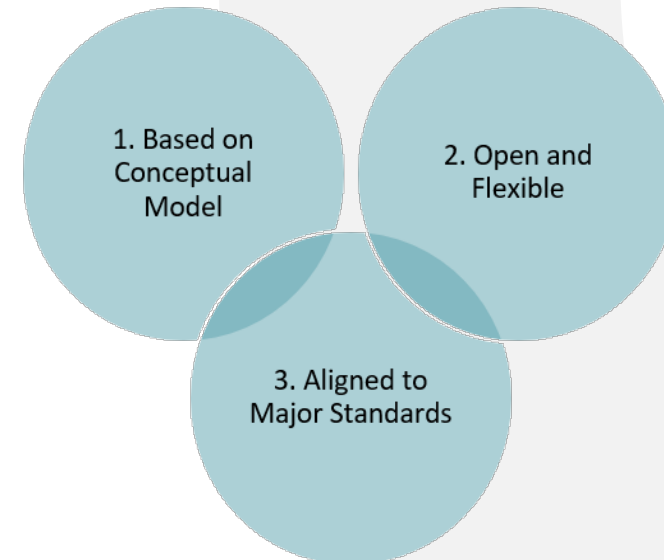 1. Based on
Conceptual
Model
2. Open and
Flexible
3. Aligned to
Major Standards